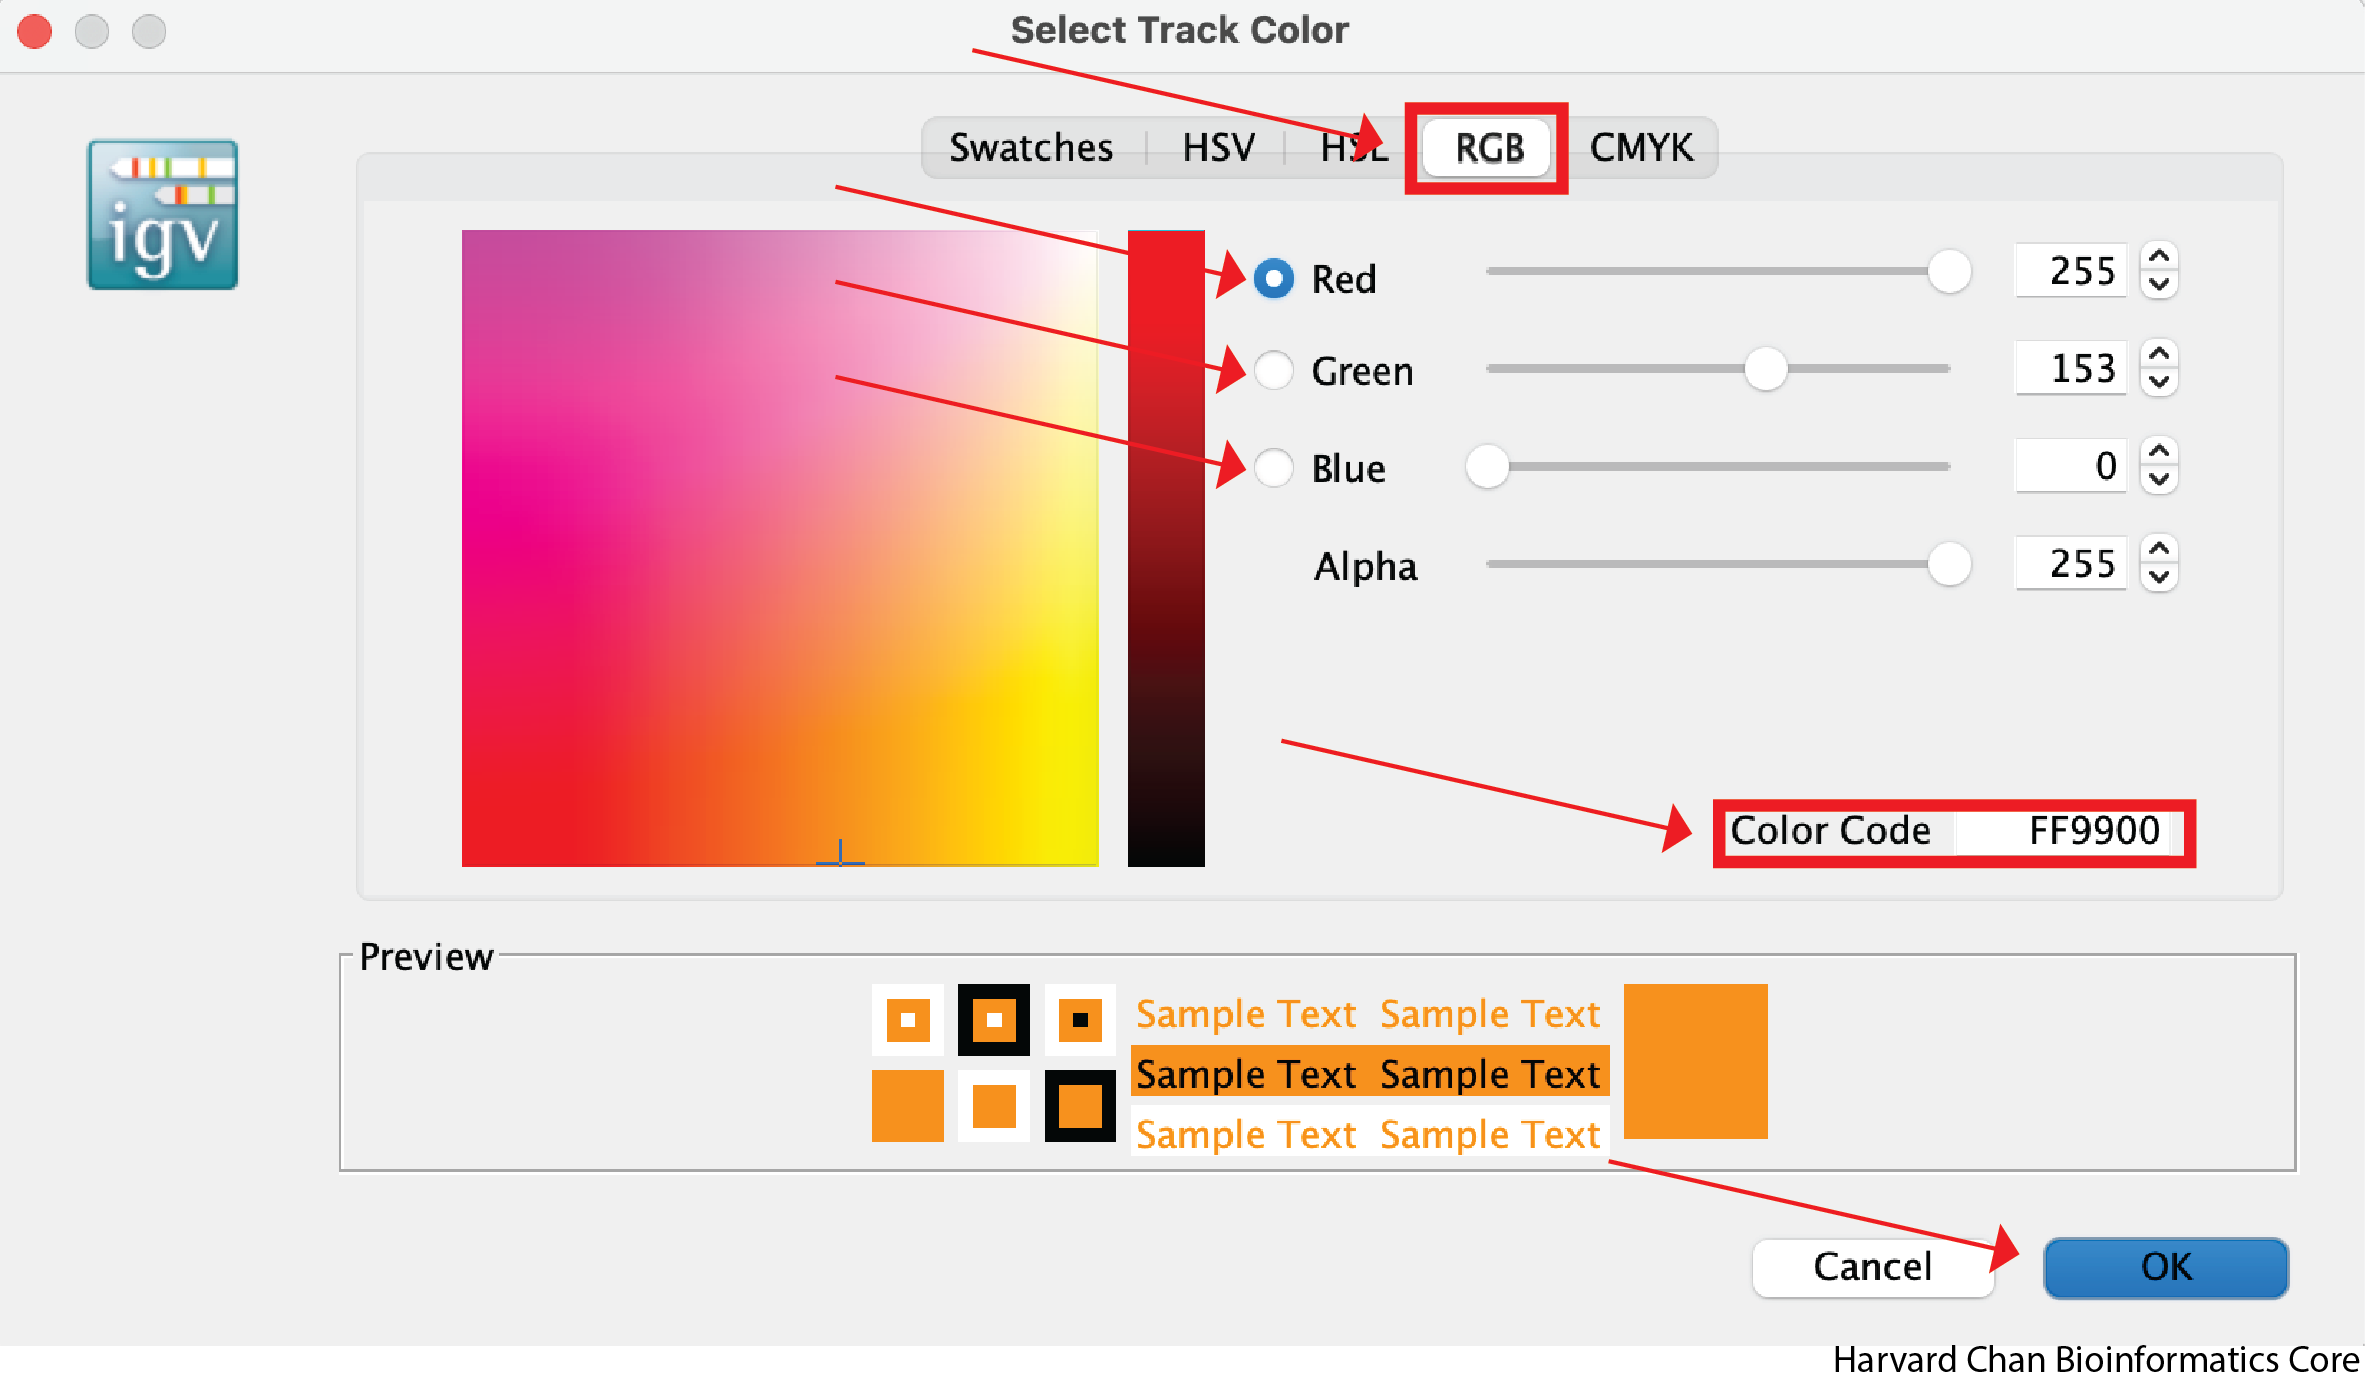 Select Track Color
Swatches HSV HSL RGB CMYK
igv
Red 255
Green 153
Blue 0
Alpha 255
Color Code FF9900
Preview
Sample Text Sample Text
Sample Text Sample Text
Sample Text Sample Text
Cancel OK
Harvard Chan Bioinformatics Core